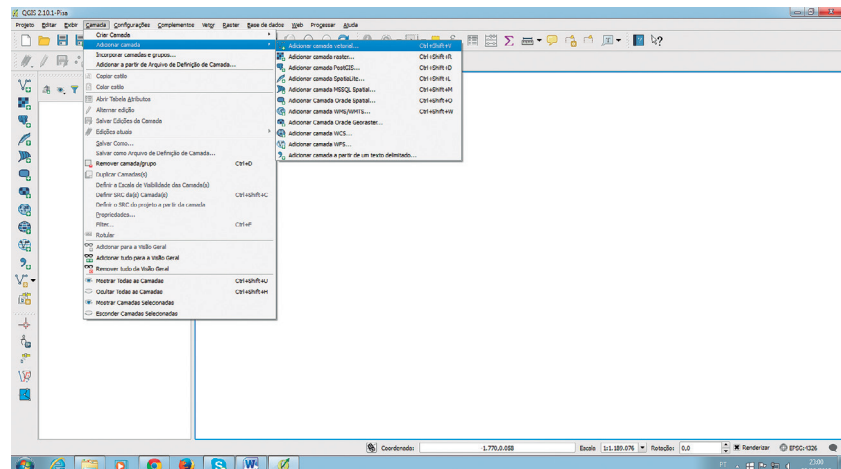 QGIS 2.10.1-Pisa
Projeto Editar Exibir Camada Configurações Complementos Vetor Raster Base de dados Web Processar Ajuda
Criar Camada
Adicionar camada
Incorporar camadas e grupos...
Adicionar a partir de Arquivo de Definição de Camada...
Copiar estilo
Colar estilo
Abrir Tabela Atributos
Alternar edição
Salvar Edições da Camada
Edições atuais
Salvar Como...
Salvar como Arquivo de Definição de Camada...
Remover camada/grupo Ctrl+D
Duplicar Camadas(s)
Definir a Escala de Visibilidade das Camada(s)
Definir SRC da(s) Camada(s) Ctrl+Shift+C
Definir o SRC do projeto a partir da camada
Propriedades...
Filter... Ctrl+F
Rotular
Adicionar para a Visão Geral
Adicionar tudo para a Visão Geral
Remover tudo da Visão Geral
Mostrar Todas as Camadas Ctrl+Shift+U
Ocultar Todas as Camadas Ctrl+Shift+H
Mostrar Camadas Selecionadas
Esconder Camadas Selecionadas
Adicionar camada vetorial... Ctrl+Shift+V
Adicionar camada raster... Ctrl+Shift+R
Adicionar camada PostGIS... Ctrl+Shift+D
Adicionar camada SpatiaLite... Ctrl+Shift+L
Adicionar camada MSSQL Spatial... Ctrl+Shift+M
Adicionar Camada Oracle Spatial... Ctrl+Shift+O
Adicionar camada WMS/WMTS... Ctrl+Shift+W
Adicionar Camada Oracle Georaster...
Adicionar camada WCS...
Adicionar camada WFS...
Adicionar camada a partir de um texto delimitado...
Coordenada: -1.770,0.058 Escala 1:1.189.076 Rotação: 0,0 Renderizar EPSG:4326
PT 23:00